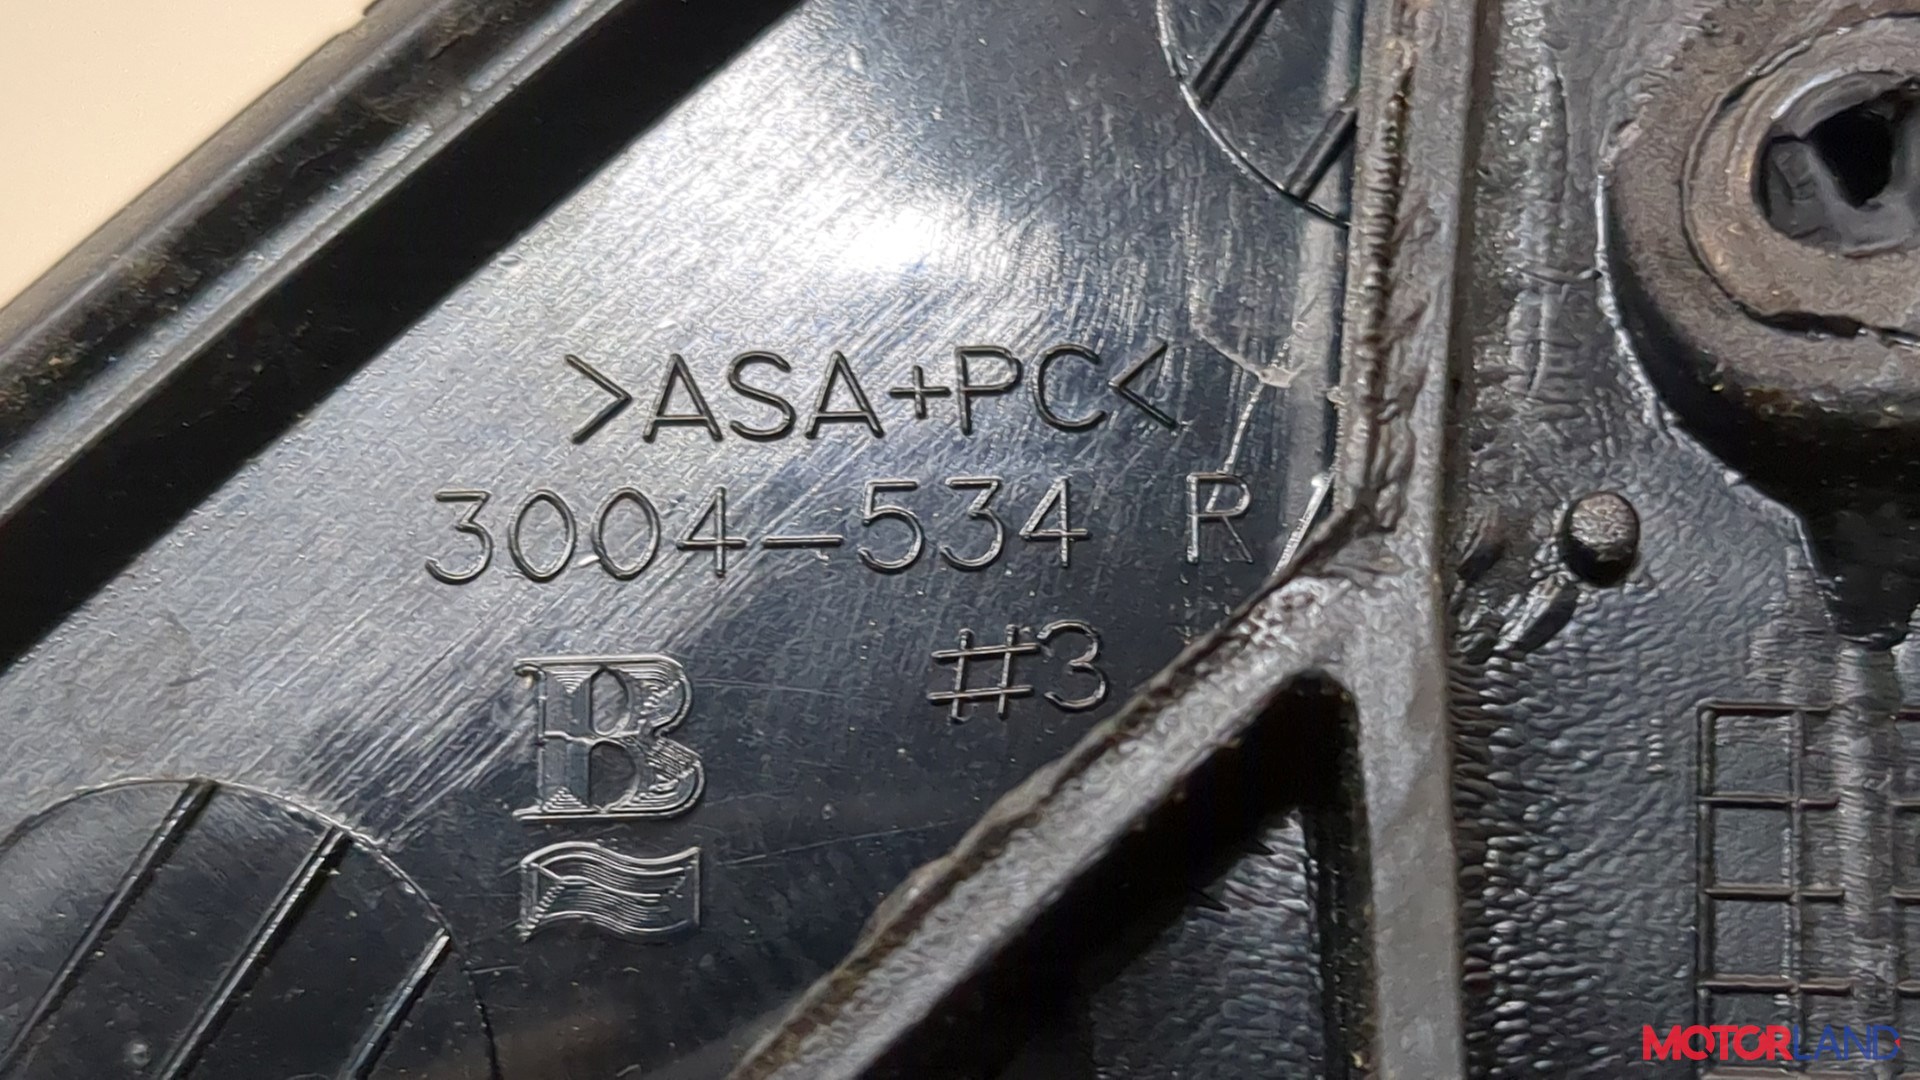 >ASA+PC<
3004-534 R
#3
B
MOTORLAND